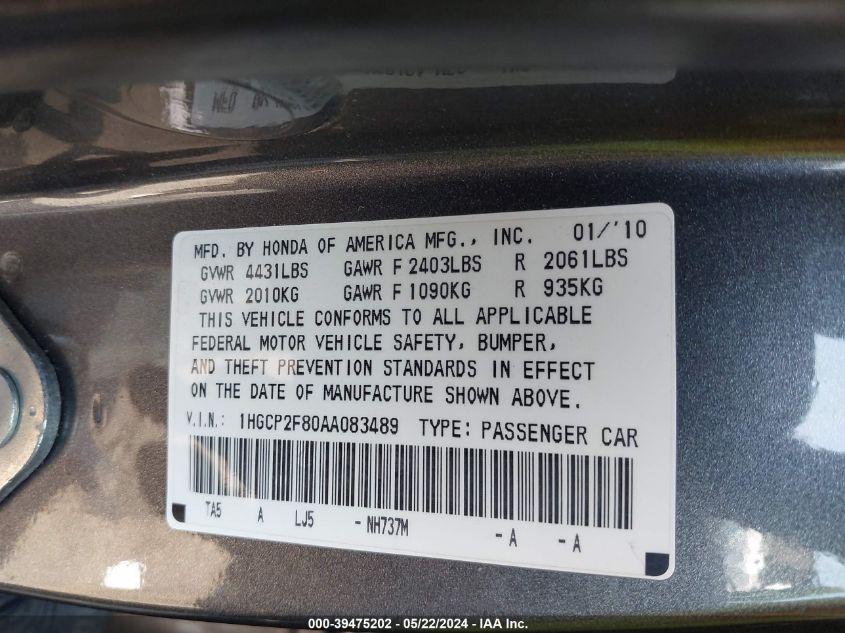 MFD. BY HONDA OF AMERICA MFG., INC. 01/'10
GVWR 4431LBS GAWR F 2403LBS R 2061LBS
GVWR 2010KG GAWR F 1090KG R 935KG
THIS VEHICLE CONFORMS TO ALL APPLICABLE
FEDERAL MOTOR VEHICLE SAFETY, BUMPER,
AND THEFT PREVENTION STANDARDS IN EFFECT
ON THE DATE OF MANUFACTURE SHOWN ABOVE.
V.I.N.: 1HGCP2F80AA083489 TYPE: PASSENGER CAR
TA5 A LJ5 - NH737M - A - A
000-39475202 - 05/22/2024 - IAA Inc.